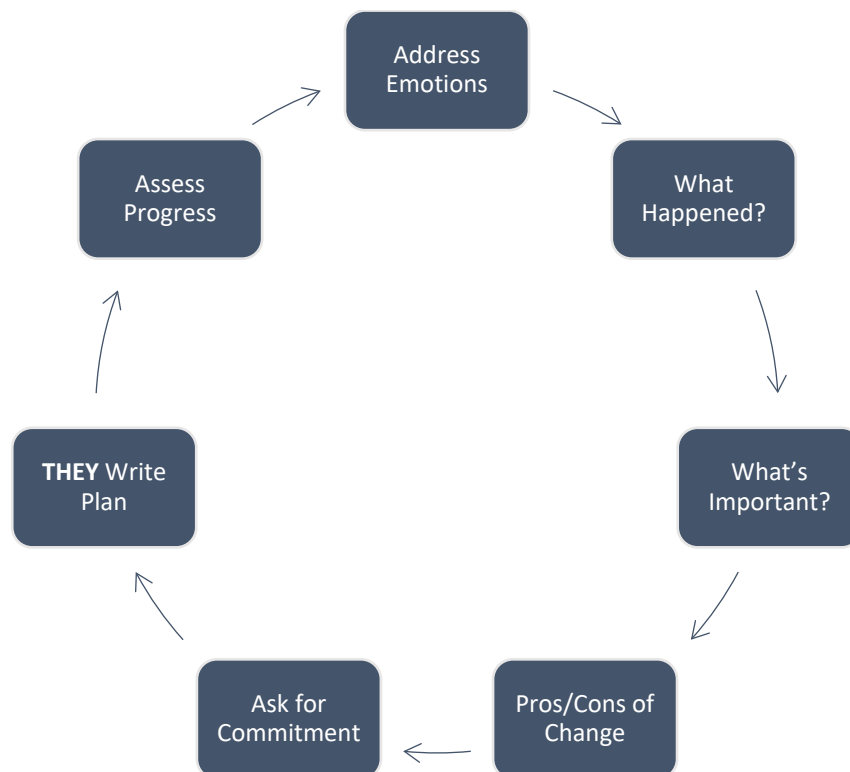 Address
Emotions
What
Happened?
What's
Important?
Pros/Cons of
Change
Ask for
Commitment
THEY Write
Plan
Assess
Progress